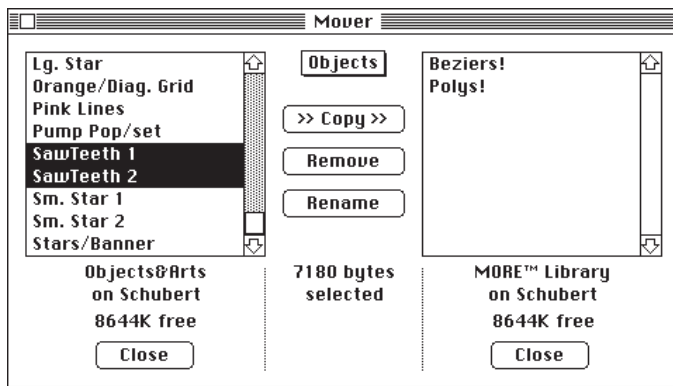 Mover
Lg. Star
Orange/Diag. Grid
Pink Lines
Pump Pop/set
SawTeeth 1
SawTeeth 2
Sm. Star 1
Sm. Star 2
Stars/Banner
Objects&Arts
on Schubert
8644K free
Close
Objects
>> Copy >>
Remove
Rename
7180 bytes
selected
Beziers!
Polys!
MORE™ Library
on Schubert
8644K free
Close